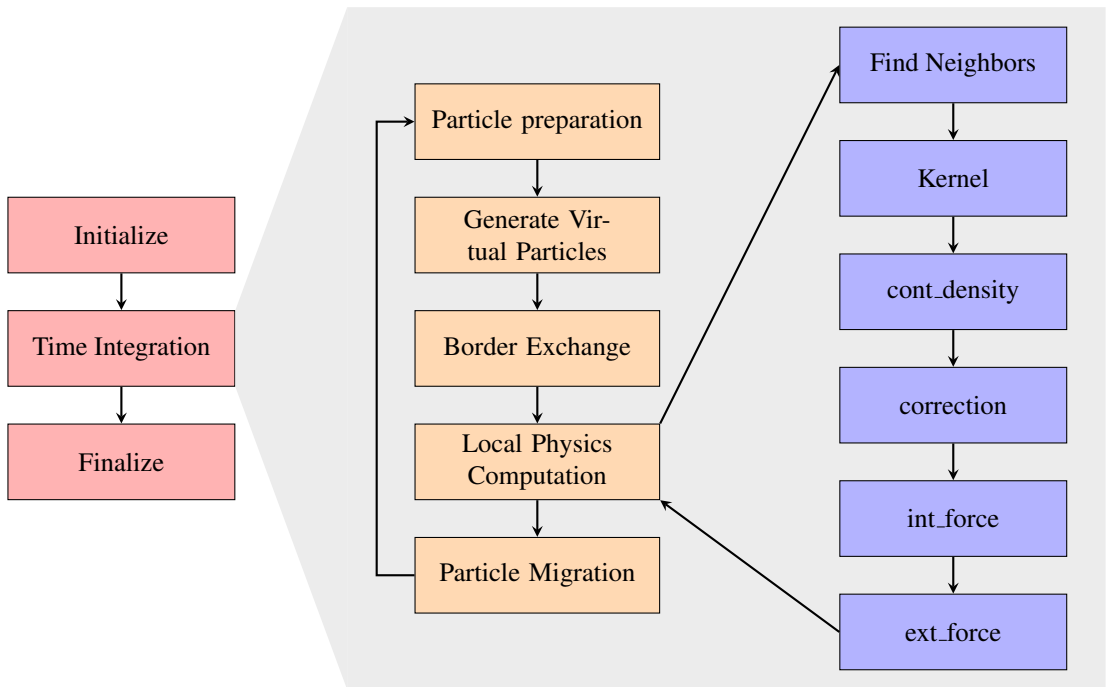 Initialize
Time Integration
Finalize
Particle preparation
Generate Vir-
tual Particles
Border Exchange
Local Physics
Computation
Particle Migration
Find Neighbors
Kernel
cont_density
correction
int_force
ext_force